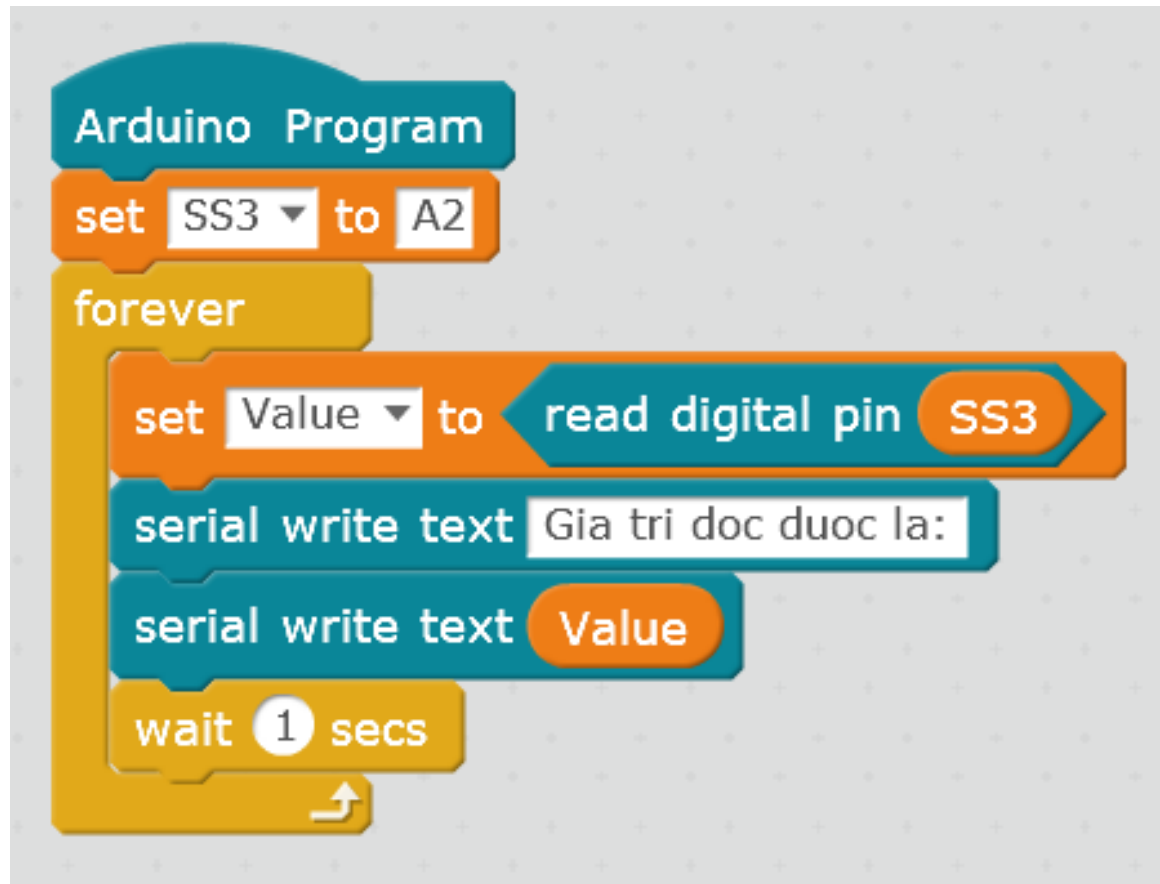 Arduino Program
set SS3 to A2
forever
set Value to read digital pin SS3
serial write text Gia tri doc duoc la:
serial write text Value
wait 1 secs